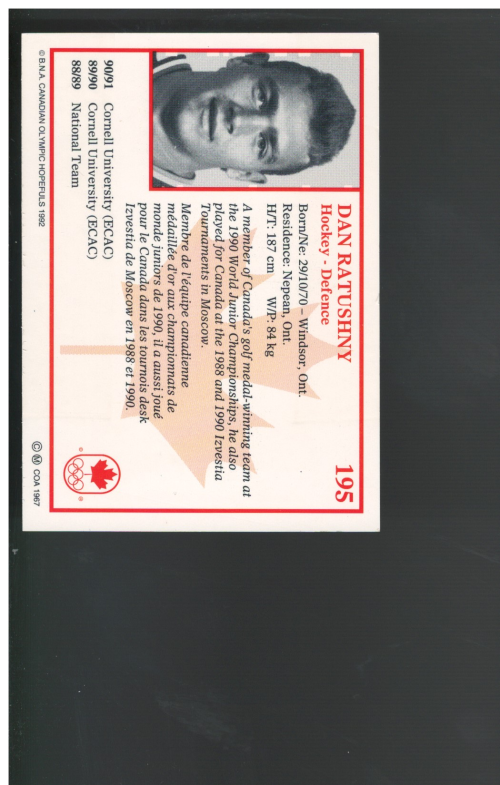 DAN RATUSHNY 195
Hockey - Defence
Born/Ne: 29/10/70 – Windsor, Ont.
Residence: Nepean, Ont.
H/T: 187 cm W/P: 84 kg
A member of Canada's golf medal-winning team at
the 1990 World Junior Championships, he also
played for Canada at the 1988 and 1990 Izvestia
Tournaments in Moscow.
Membre de l'équipe canadienne
médaillée d'or aux championnats de
monde juniors de 1990, il a aussi joué
pour le Canada dans les tournois desk
Izvestia de Moscow en 1988 et 1990.
90/91 Cornell University (ECAC)
89/90 Cornell University (ECAC)
88/89 National Team
© B.N.A. CANADIAN OLYMPIC HOPEFULS 1992
© M COA 1967